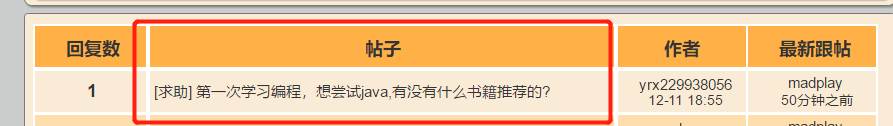 回复数 帖子 作者 最新跟帖
1 [求助] 第一次学习编程，想尝试java,有没有什么书籍推荐的? yrx229938056 madplay
12-11 18:55 50分钟之前
madplay